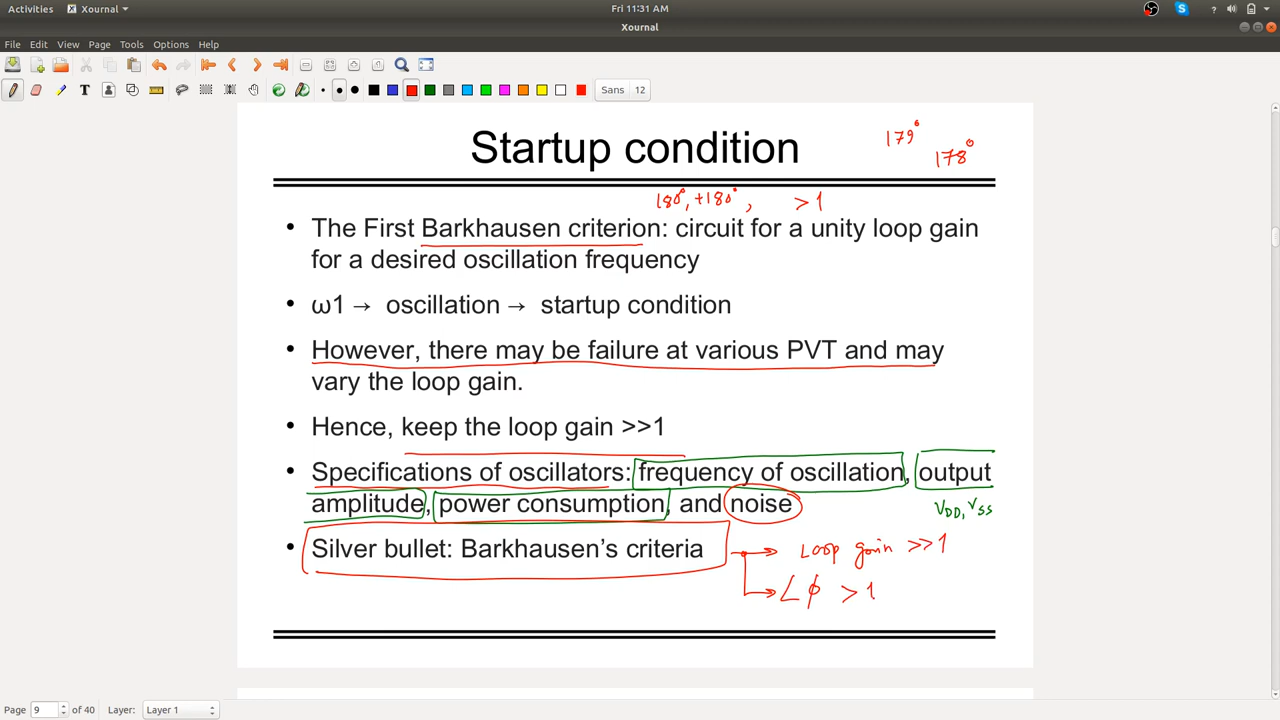 Activities Xournal Fri 11:31 AM
Xournal
File Edit View Page Tools Options Help
Sans 12
Startup condition
179°
178°
180°, +180°, >1
• The First Barkhausen criterion: circuit for a unity loop gain
for a desired oscillation frequency
• ω1 → oscillation → startup condition
• However, there may be failure at various PVT and may
vary the loop gain.
• Hence, keep the loop gain >>1
• Specifications of oscillators: frequency of oscillation, output
amplitude, power consumption, and noise
VDD, VSS
• Silver bullet: Barkhausen's criteria
Loop gain >>1
∠φ >1
Page 9 of 40 Layer: Layer 1